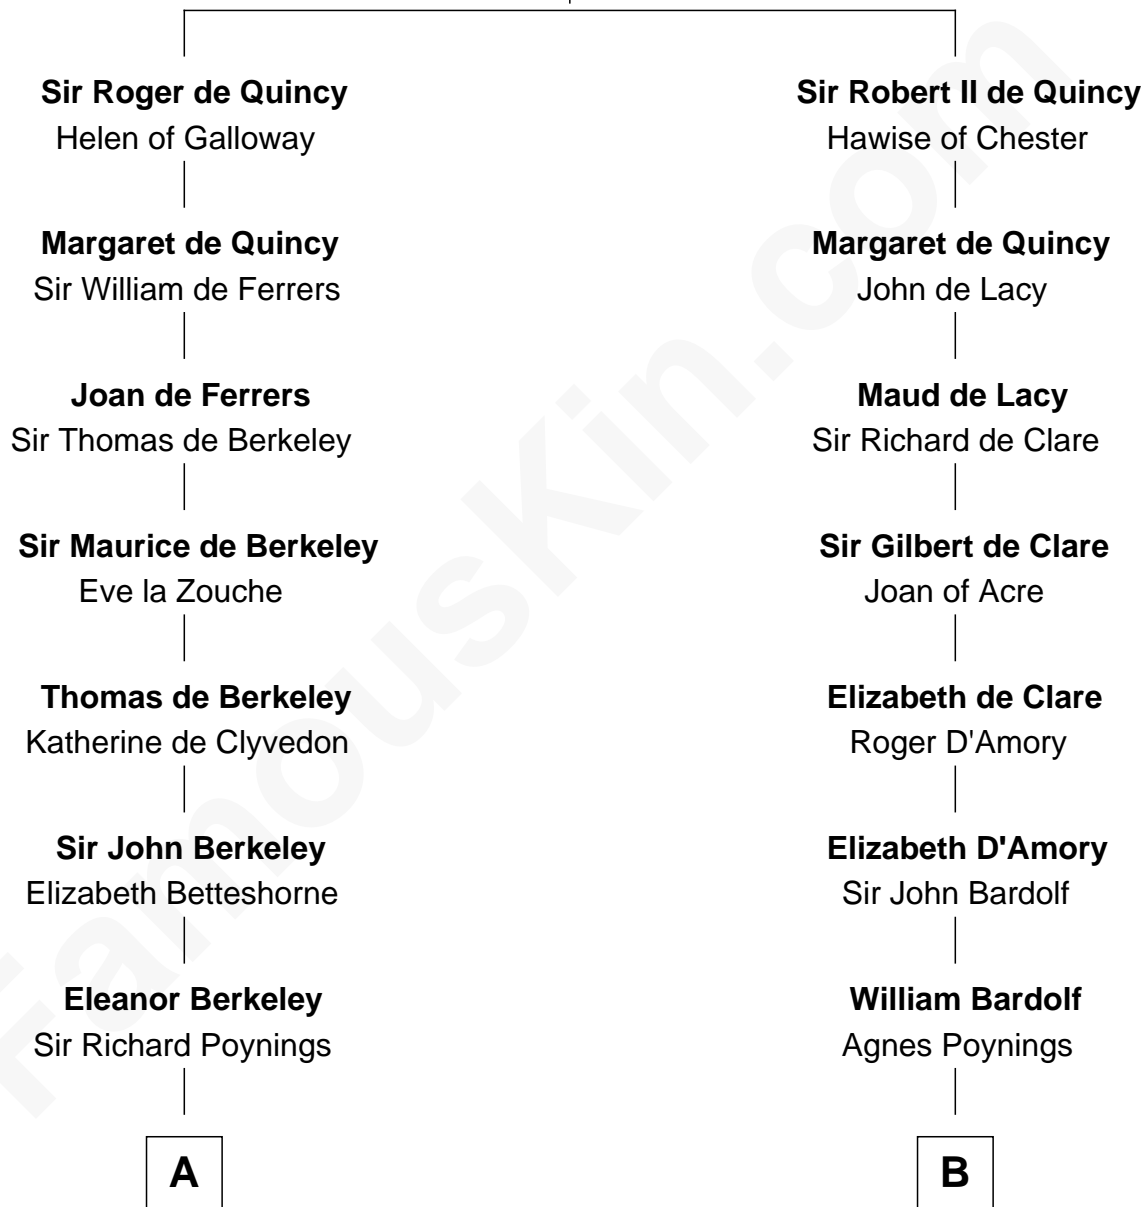 Sir Roger de Quincy
Helen of Galloway
Margaret de Quincy
Sir William de Ferrers
Joan de Ferrers
Sir Thomas de Berkeley
Sir Maurice de Berkeley
Eve la Zouche
Thomas de Berkeley
Katherine de Clyvedon
Sir John Berkeley
Elizabeth Betteshorne
Eleanor Berkeley
Sir Richard Poynings
A
Sir Robert II de Quincy
Hawise of Chester
Margaret de Quincy
John de Lacy
Maud de Lacy
Sir Richard de Clare
Sir Gilbert de Clare
Joan of Acre
Elizabeth de Clare
Roger D'Amory
Elizabeth D'Amory
Sir John Bardolf
William Bardolf
Agnes Poynings
B
FamousKin.com